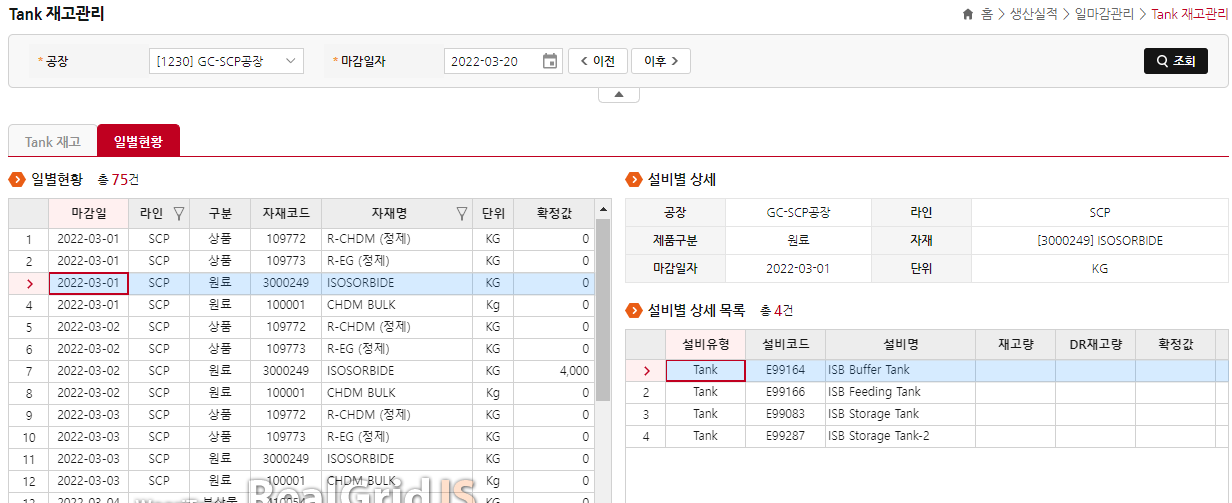 Tank 재고관리
홈 > 생산실적 > 일마감관리 > Tank 재고관리
* 공장 [1230] GC-SCP공장 * 마감일자 2022-03-20 < 이전 이후 > 조회
Tank 재고 일별현황
일별현황 총 75건
마감일 라인 구분 자재코드 자재명 단위 확정값
1 2022-03-01 SCP 상품 109772 R-CHDM (정제) KG 0
2 2022-03-01 SCP 상품 109773 R-EG (정제) KG 0
> 2022-03-01 SCP 원료 3000249 ISOSORBIDE KG 0
4 2022-03-01 SCP 원료 100001 CHDM BULK Kg 0
5 2022-03-02 SCP 상품 109772 R-CHDM (정제) KG 0
6 2022-03-02 SCP 상품 109773 R-EG (정제) KG 0
7 2022-03-02 SCP 원료 3000249 ISOSORBIDE KG 4,000
8 2022-03-02 SCP 원료 100001 CHDM BULK Kg 0
9 2022-03-03 SCP 상품 109772 R-CHDM (정제) KG 0
10 2022-03-03 SCP 상품 109773 R-EG (정제) KG 0
11 2022-03-03 SCP 원료 3000249 ISOSORBIDE KG 0
12 2022-03-03 SCP 원료 100001 CHDM BULK Kg 0
RealGrid JS
설비별 상세
공장 GC-SCP공장 라인 SCP
제품구분 원료 자재 [3000249] ISOSORBIDE
마감일자 2022-03-01 단위 KG
설비별 상세 목록 총 4건
설비유형 설비코드 설비명 재고량 DR재고량 확정값
> Tank E99164 ISB Buffer Tank
2 Tank E99166 ISB Feeding Tank
3 Tank E99083 ISB Storage Tank
4 Tank E99287 ISB Storage Tank-2